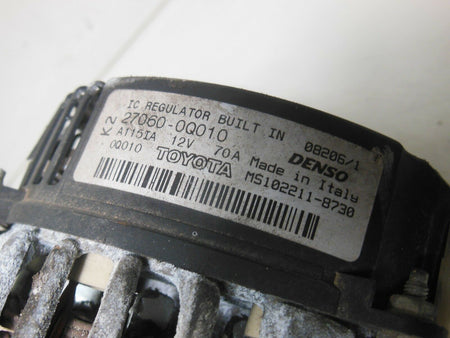 IC REGULATOR BUILT IN 08206/1
K 2 27060-0Q010 DENSO
AT151A 12V 70A Made in Italy
0Q010 TOYOTA MS102211-8730